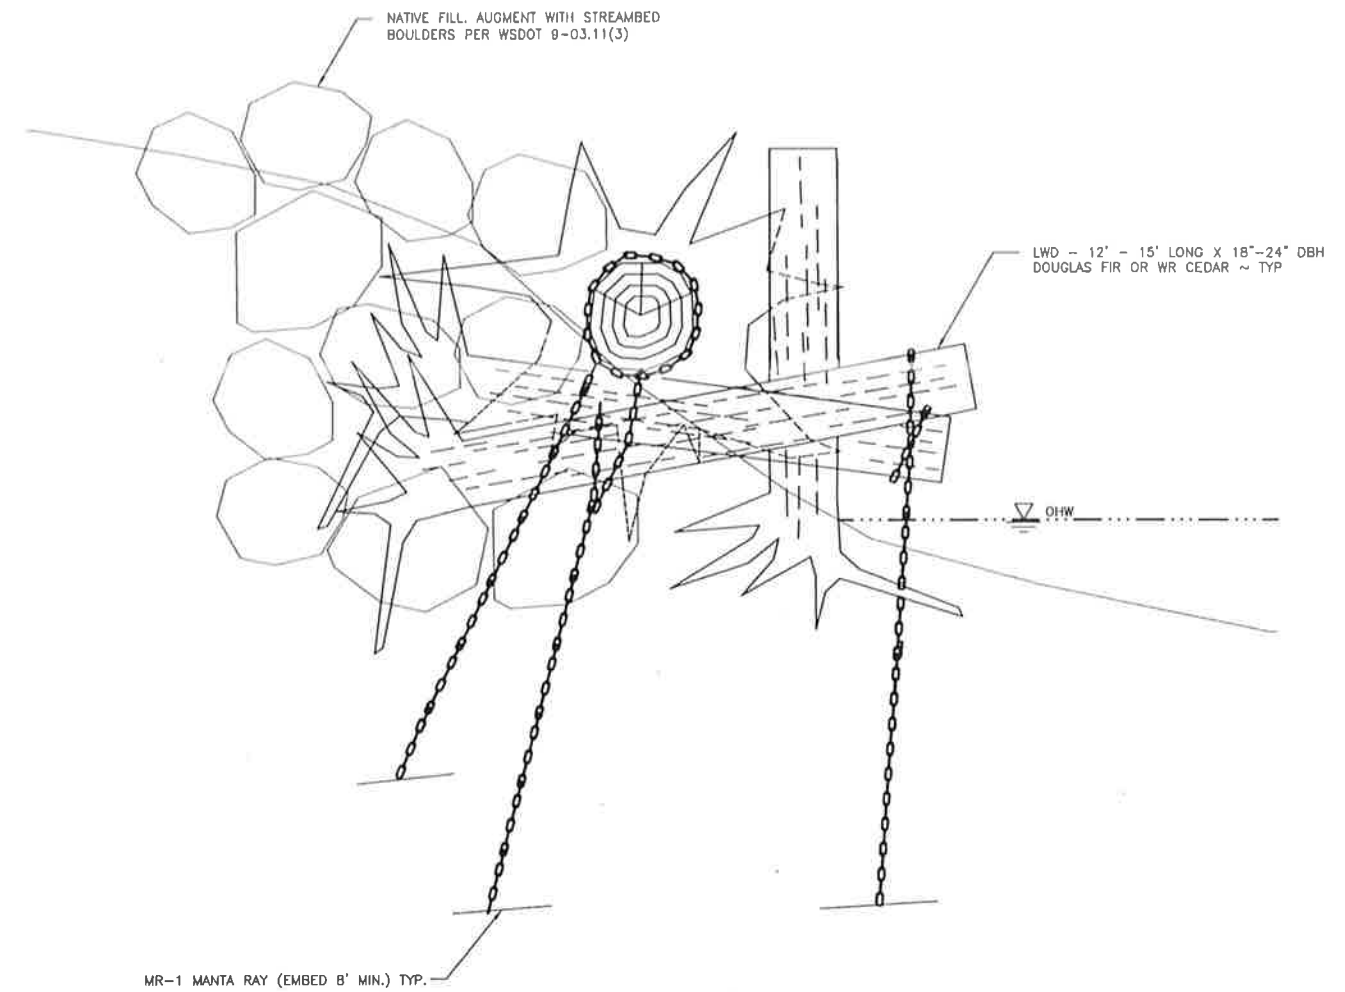 NATIVE FILL. AUGMENT WITH STREAMBED
BOULDERS PER WSDOT 9-03.11(3)
LWD - 12' - 15' LONG X 18"-24" DBH
DOUGLAS FIR OR WR CEDAR ~ TYP
OHW
MR-1 MANTA RAY (EMBED 8' MIN.) TYP.